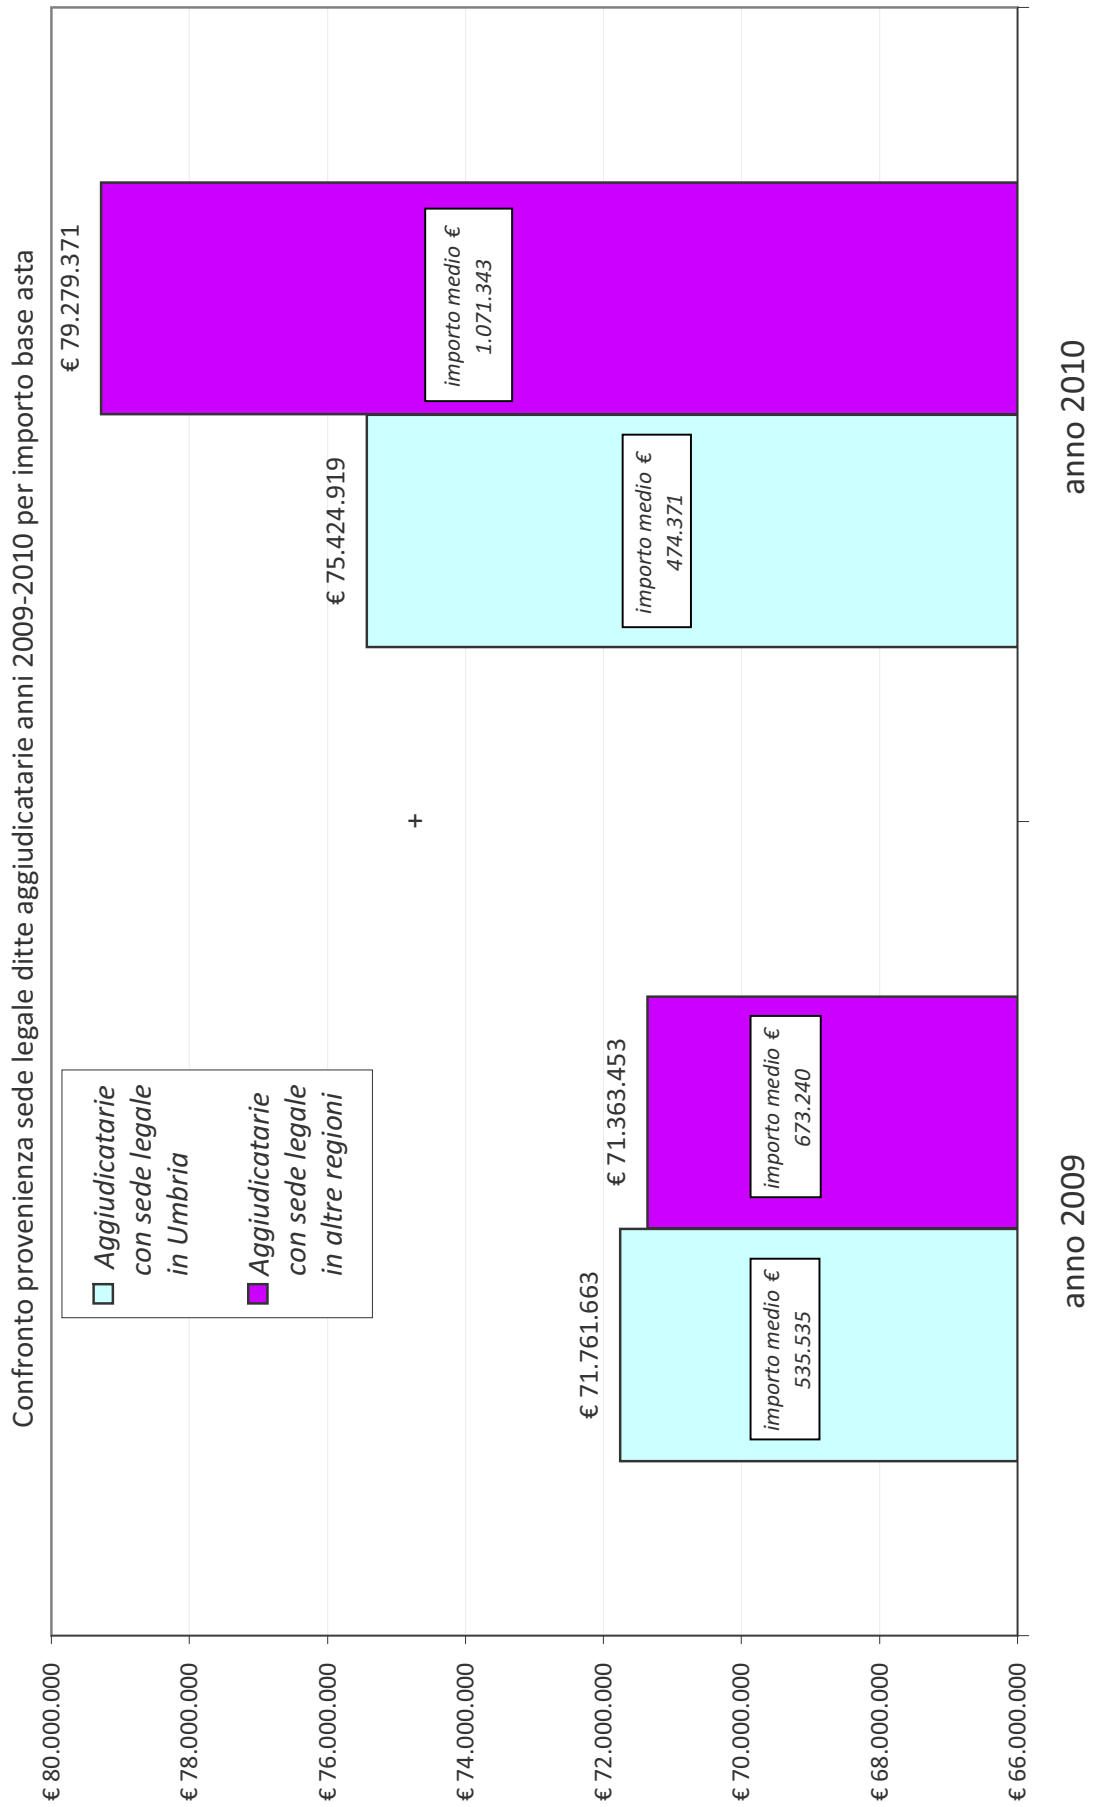 Confronto provenienza sede legale ditte aggiudicatarie anni 2009-2010 per importo base asta
€ 80.000.000
€ 78.000.000
€ 76.000.000
€ 74.000.000
€ 72.000.000
€ 70.000.000
€ 68.000.000
€ 66.000.000
Aggiudicatarie
con sede legale
in Umbria
Aggiudicatarie
con sede legale
in altre regioni
€ 71.761.663
importo medio €
535.535
€ 71.363.453
importo medio €
673.240
+
€ 75.424.919
importo medio €
474.371
€ 79.279.371
importo medio €
1.071.343
anno 2009
anno 2010